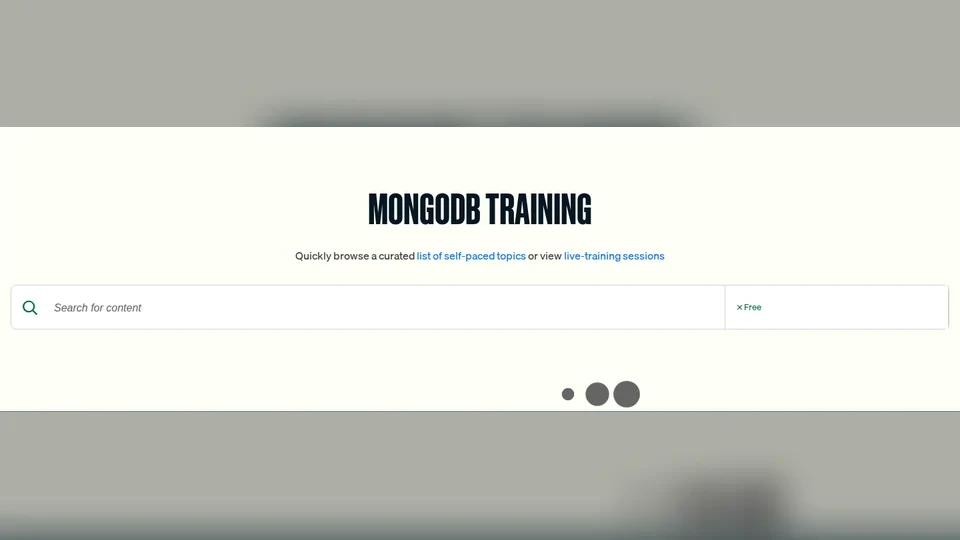 MONGODB TRAINING
Quickly browse a curated list of self-paced topics or view live-training sessions
Search for content
× Free